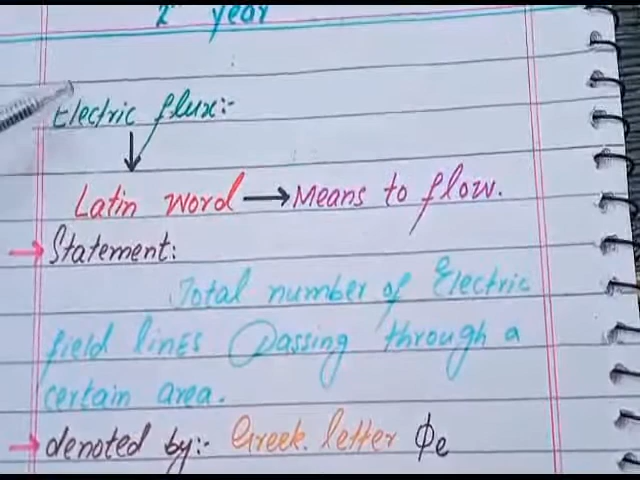 2nd year
Electric flux:-
Latin word → Means to flow.
→ Statement:
Total number of Electric
field lines Passing through a
certain area.
→ denoted by:- Greek letter ϕe